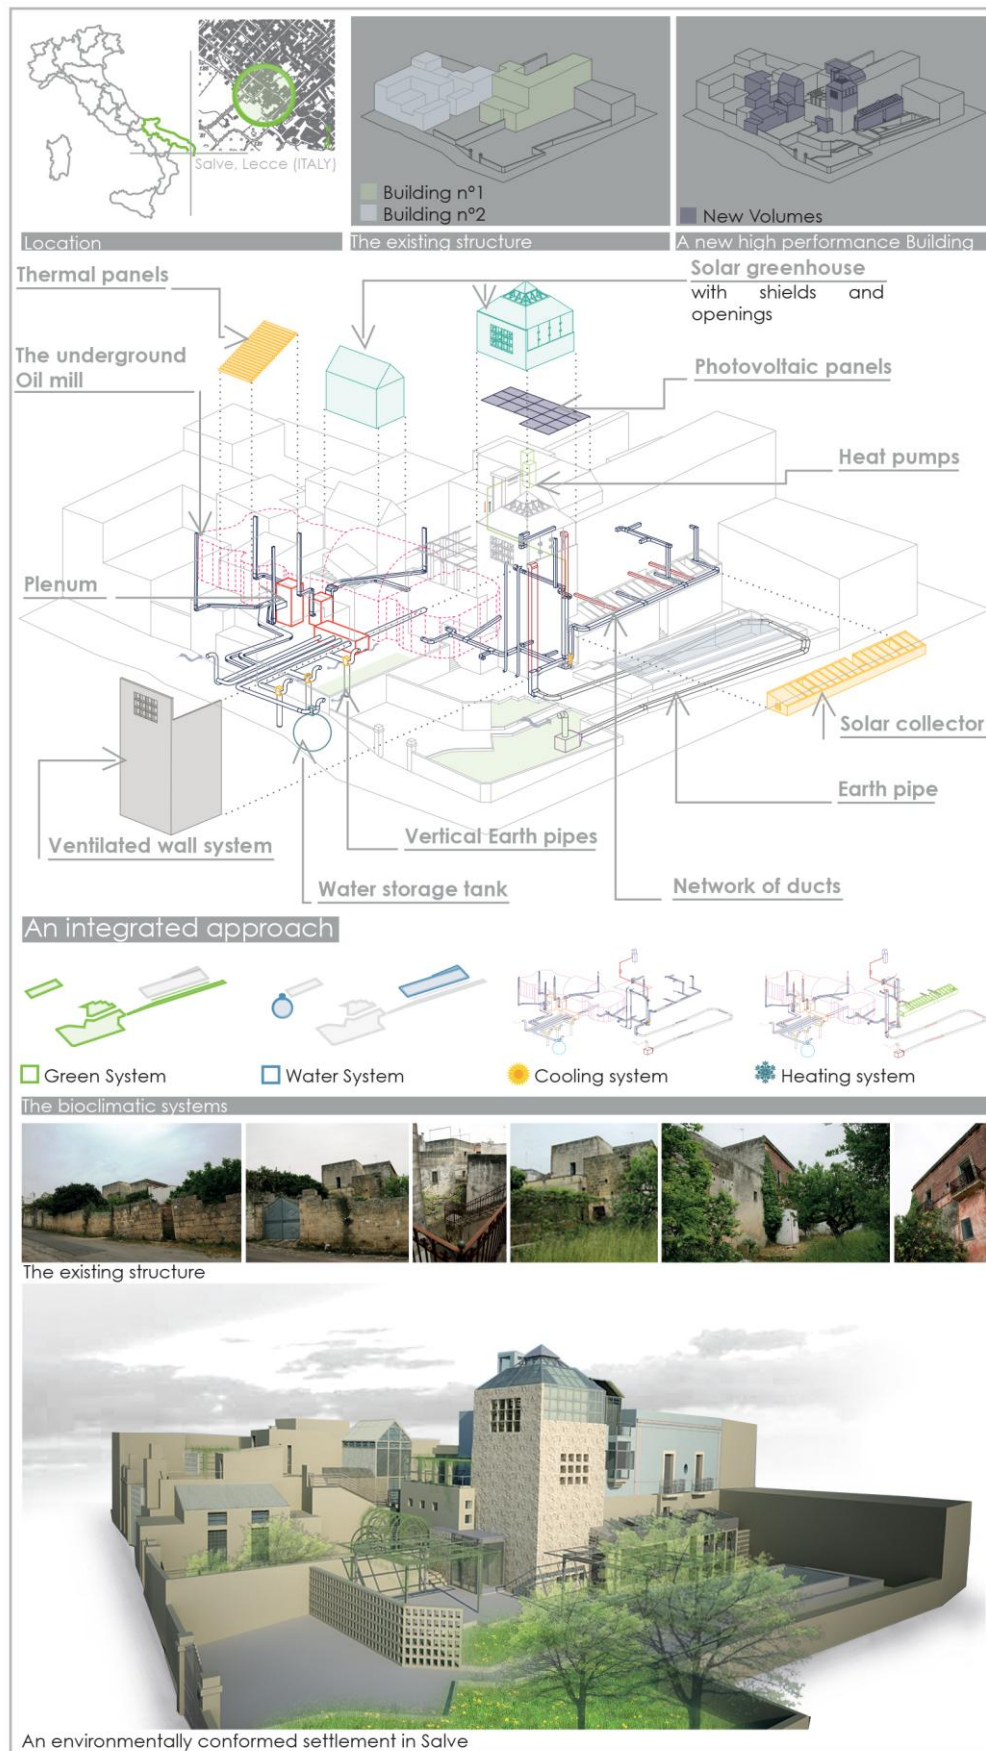 Salve, Lecce (ITALY)
Building nº1
Building nº2
New Volumes
Location
The existing structure
A new high performance Building
Thermal panels
Solar greenhouse
with shields and
openings
The underground
Oil mill
Photovoltaic panels
Heat pumps
Plenum
Solar collector
Earth pipe
Ventilated wall system
Vertical Earth pipes
Water storage tank
Network of ducts
An integrated approach
Green System
Water System
Cooling system
Heating system
The bioclimatic systems
The existing structure
An environmentally conformed settlement in Salve